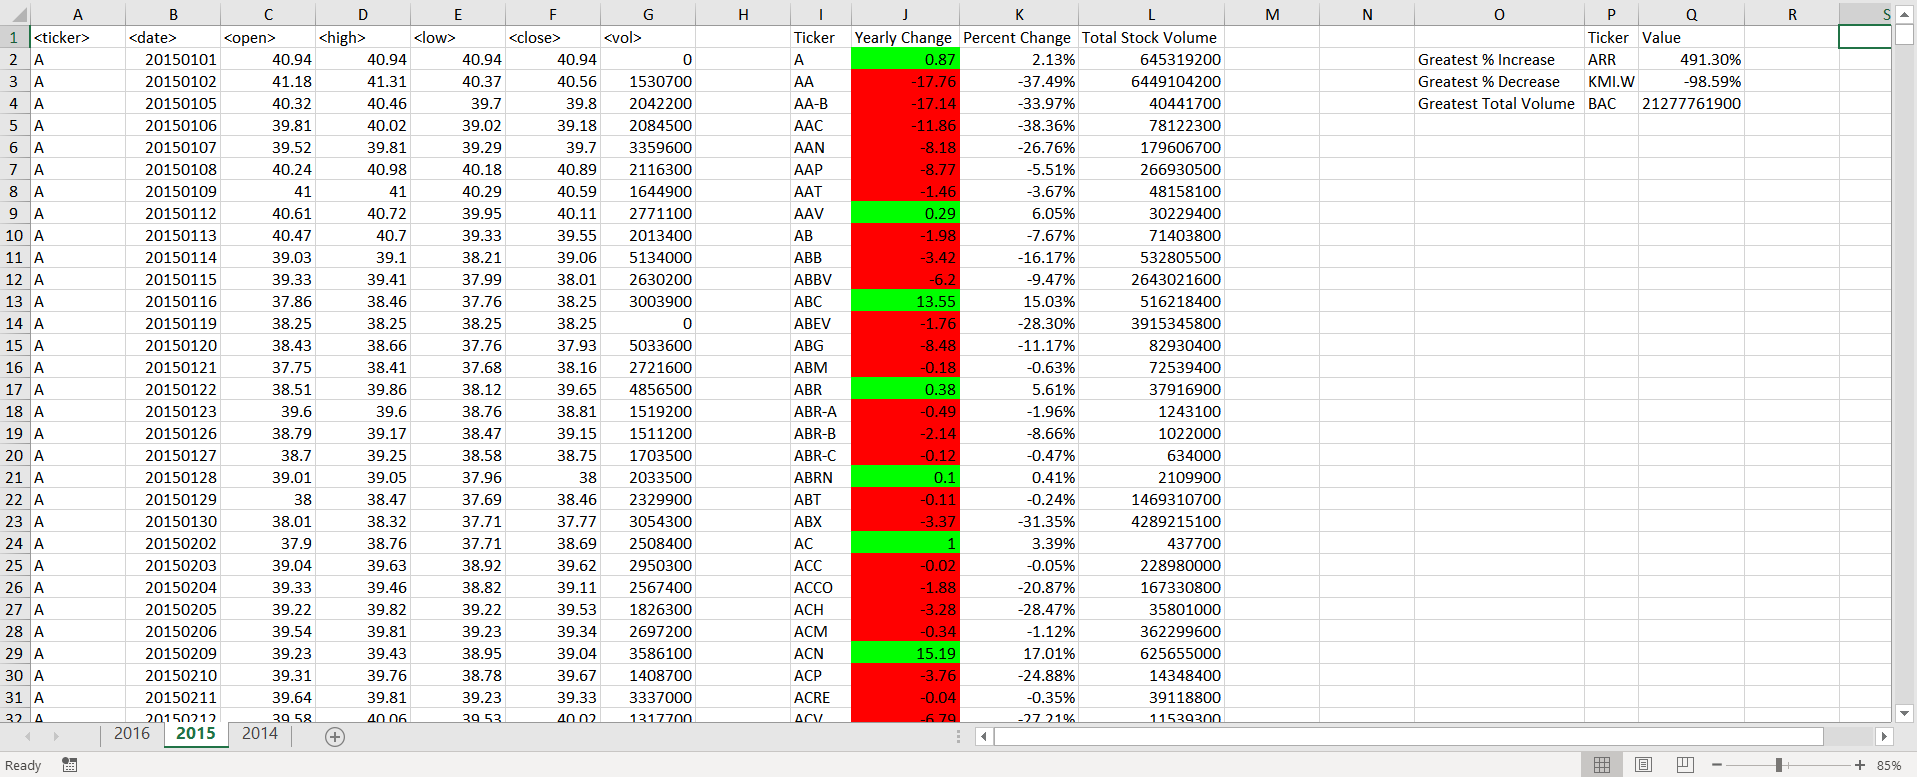 A B C D E F G H I J K L M N O P Q R S
1 <ticker> <date> <open> <high> <low> <close> <vol> Ticker Yearly Change Percent Change Total Stock Volume Ticker Value
2 A 20150101 40.94 40.94 40.94 40.94 0 A 0.87 2.13% 645319200 Greatest % Increase ARR 491.30%
3 A 20150102 41.18 41.31 40.37 40.56 1530700 AA -17.76 -37.49% 6449104200 Greatest % Decrease KMI.W -98.59%
4 A 20150105 40.32 40.46 39.7 39.8 2042200 AA-B -17.14 -33.97% 40441700 Greatest Total Volume BAC 21277761900
5 A 20150106 39.81 40.02 39.02 39.18 2084500 AAC -11.86 -38.36% 78122300
6 A 20150107 39.52 39.81 39.29 39.7 3359600 AAN -8.18 -26.76% 179606700
7 A 20150108 40.24 40.98 40.18 40.89 2116300 AAP -8.77 -5.51% 266930500
8 A 20150109 41 41 40.29 40.59 1644900 AAT -1.46 -3.67% 48158100
9 A 20150112 40.61 40.72 39.95 40.11 2771100 AAV 0.29 6.05% 30229400
10 A 20150113 40.47 40.7 39.33 39.55 2013400 AB -1.98 -7.67% 71403800
11 A 20150114 39.03 39.1 38.21 39.06 5134000 ABB -3.42 -16.17% 532805500
12 A 20150115 39.33 39.41 37.99 38.01 2630200 ABBV -6.2 -9.47% 2643021600
13 A 20150116 37.86 38.46 37.76 38.25 3003900 ABC 13.55 15.03% 516218400
14 A 20150119 38.25 38.25 38.25 38.25 0 ABEV -1.76 -28.30% 3915345800
15 A 20150120 38.43 38.66 37.76 37.93 5033600 ABG -8.48 -11.17% 82930400
16 A 20150121 37.75 38.41 37.68 38.16 2721600 ABM -0.18 -0.63% 72539400
17 A 20150122 38.51 39.86 38.12 39.65 4856500 ABR 0.38 5.61% 37916900
18 A 20150123 39.6 39.6 38.76 38.81 1519200 ABR-A -0.49 -1.96% 1243100
19 A 20150126 38.79 39.17 38.47 39.15 1511200 ABR-B -2.14 -8.66% 1022000
20 A 20150127 38.7 39.25 38.58 38.75 1703500 ABR-C -0.12 -0.47% 634000
21 A 20150128 39.01 39.05 37.96 38 2033500 ABRN 0.1 0.41% 2109900
22 A 20150129 38 38.47 37.69 38.46 2329900 ABT -0.11 -0.24% 1469310700
23 A 20150130 38.01 38.32 37.71 37.77 3054300 ABX -3.37 -31.35% 4289215100
24 A 20150202 37.9 38.76 37.71 38.69 2508400 AC 1 3.39% 437700
25 A 20150203 39.04 39.63 38.92 39.62 2950300 ACC -0.02 -0.05% 228980000
26 A 20150204 39.33 39.46 38.82 39.11 2567400 ACCO -1.88 -20.87% 167330800
27 A 20150205 39.22 39.82 39.22 39.53 1826300 ACH -3.28 -28.47% 35801000
28 A 20150206 39.54 39.81 39.23 39.34 2697200 ACM -0.34 -1.12% 362299600
29 A 20150209 39.23 39.43 38.95 39.04 3586100 ACN 15.19 17.01% 625655000
30 A 20150210 39.31 39.76 38.78 39.67 1408700 ACP -3.76 -24.88% 14348400
31 A 20150211 39.64 39.81 39.23 39.33 3337000 ACRE -0.04 -0.35% 39118800
32 A 20150212 39.58 40.06 39.53 40.02 1317700 ACV -6.79 -27.21% 11539300
2016 2015 2014
Ready 85%